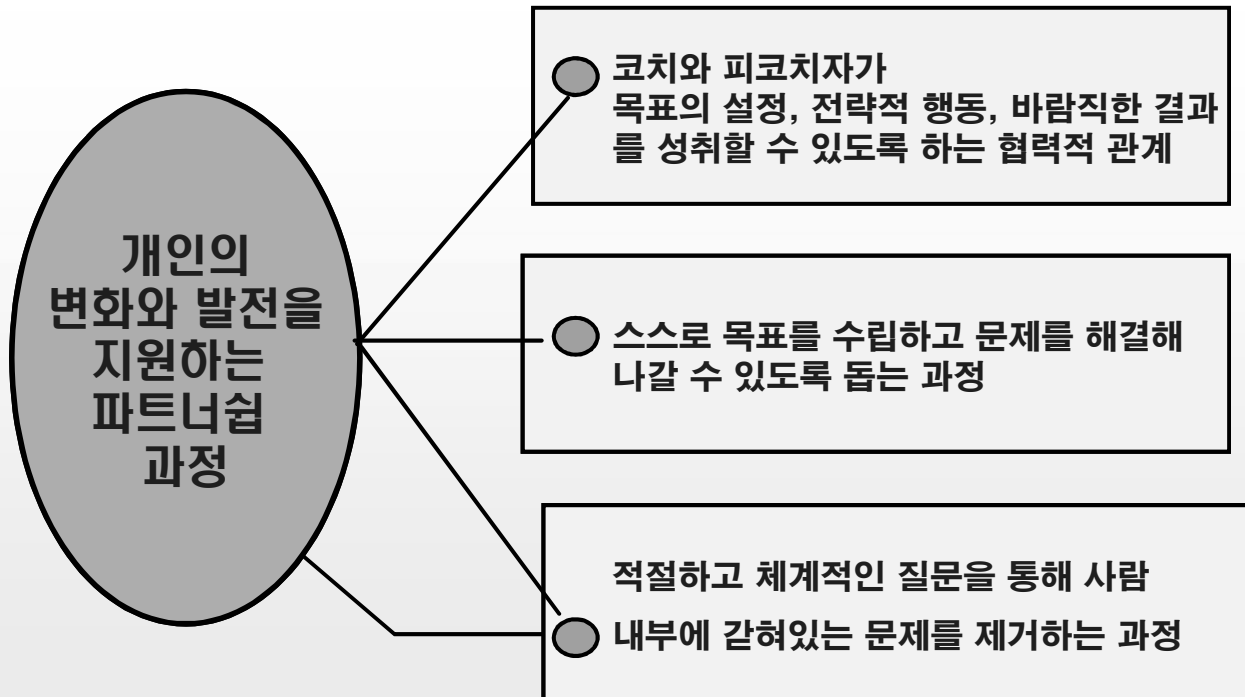 개인의
변화와 발전을
지원하는
파트너쉽
과정
코치와 피코치자가
목표의 설정, 전략적 행동, 바람직한 결과
를 성취할 수 있도록 하는 협력적 관계
스스로 목표를 수립하고 문제를 해결해
나갈 수 있도록 돕는 과정
적절하고 체계적인 질문을 통해 사람
내부에 갇혀있는 문제를 제거하는 과정